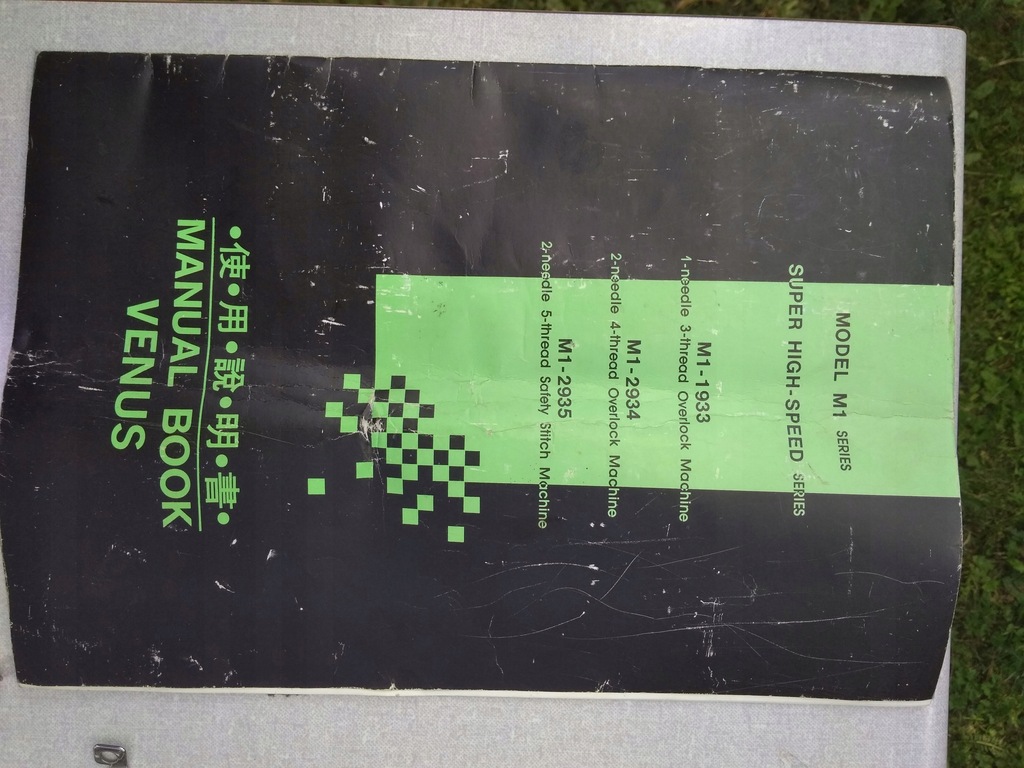 MODEL M1 SERIES
SUPER HIGH-SPEED SERIES
M1-1933
1-needle 3-thread Overlock Machine
M1-2934
2-needle 4-thread Overlock Machine
M1-2935
2-needle 5-thread Safety Stitch Machine
•使•用•說•明•書•
MANUAL BOOK
VENUS